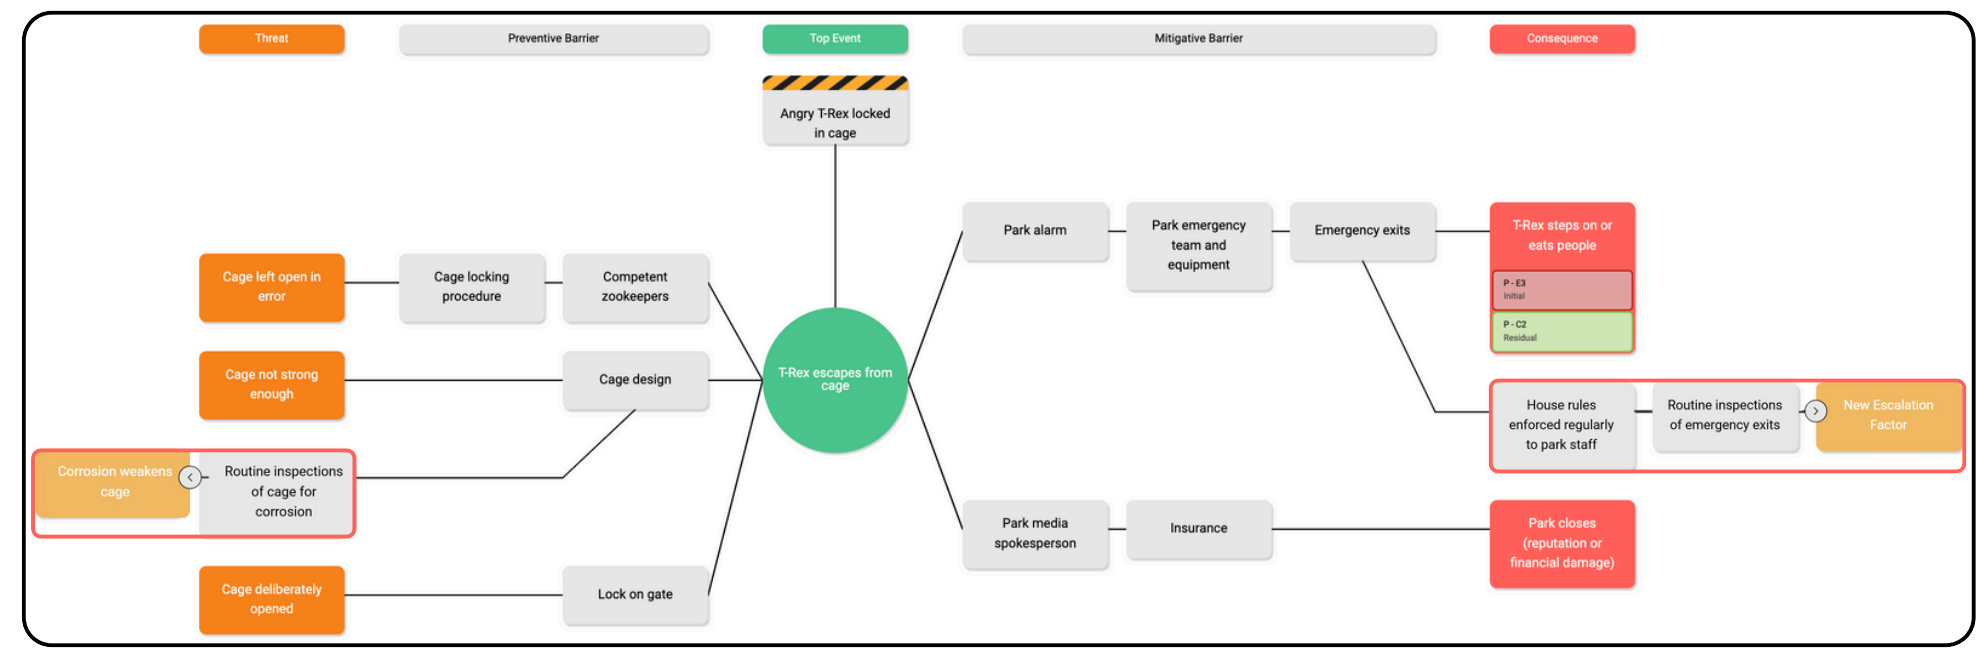 Threat
Preventive Barrier
Top Event
Mitigative Barrier
Consequence
Angry T-Rex locked
in cage
Cage left open in
error
Cage locking
procedure
Competent
zookeepers
Cage not strong
enough
Cage design
Corrosion weakens
cage
Routine inspections
of cage for
corrosion
Cage deliberately
opened
Lock on gate
T-Rex escapes from
cage
Park alarm
Park emergency
team and
equipment
Emergency exits
T-Rex steps on or
eats people
P - E3
Initial
P - C2
Residual
House rules
enforced regularly
to park staff
Routine inspections
of emergency exits
New Escalation
Factor
Park media
spokesperson
Insurance
Park closes
(reputation or
financial damage)